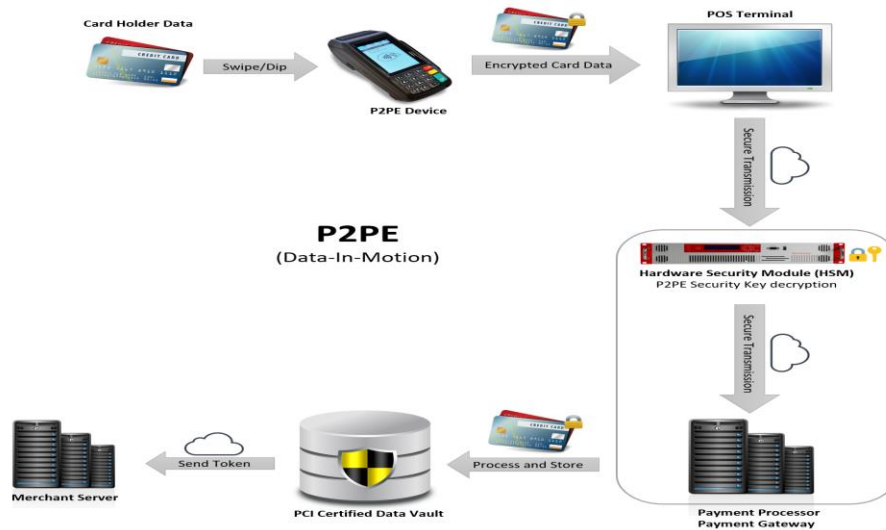 Card Holder Data
CREDIT CARD
Swipe/Dip
P2PE Device
Encrypted Card Data
POS Terminal
Secure Transmission
P2PE
(Data-In-Motion)
Hardware Security Module (HSM)
P2PE Security Key decryption
Secure Transmission
Merchant Server
Send Token
PCI Certified Data Vault
Process and Store
Payment Processor
Payment Gateway